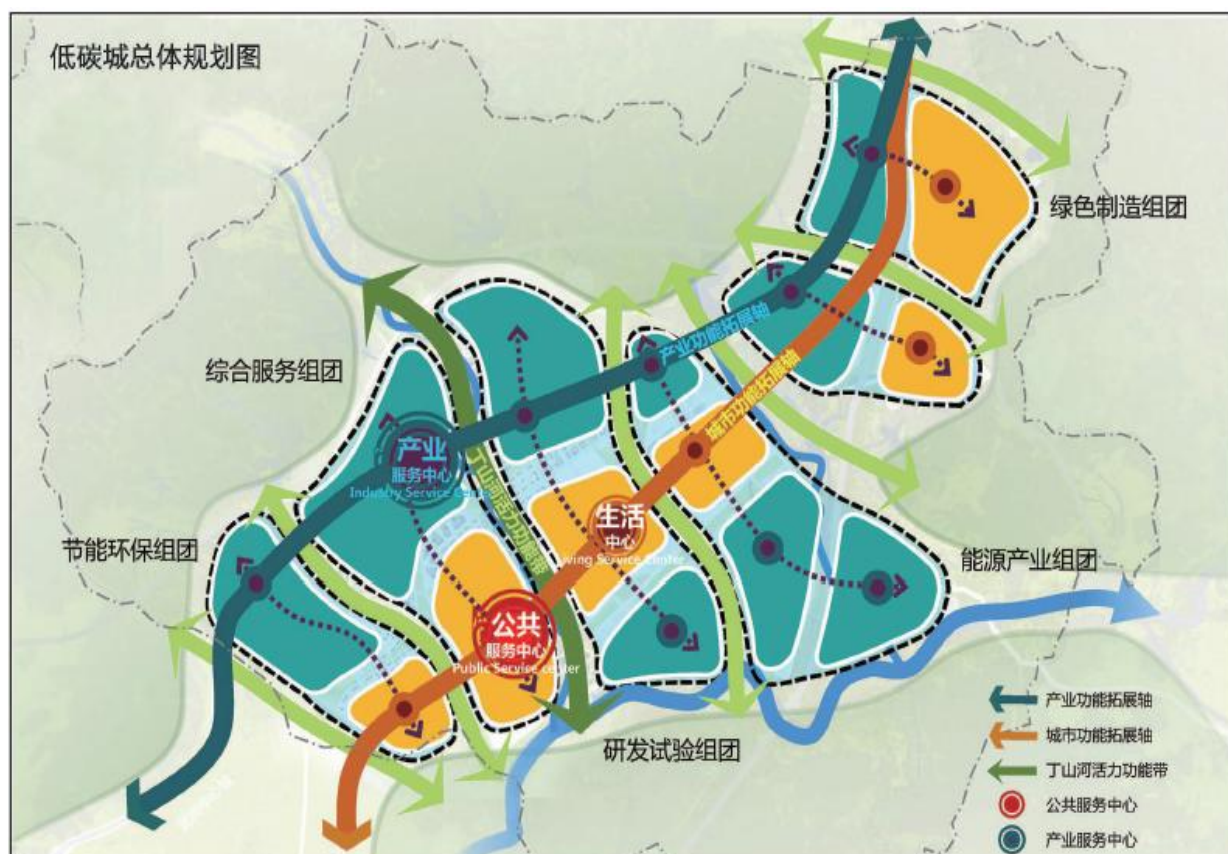 低碳城总体规划图
绿色制造组团
产业功能拓展轴
综合服务组团
城市功能拓展轴
产业
服务中心
Industry Service Center
丁山河活力功能带
生活
中心
Living Service Centre
节能环保组团
能源产业组团
公共
服务中心
Public Service center
研发试验组团
产业功能拓展轴
城市功能拓展轴
丁山河活力功能带
公共服务中心
产业服务中心